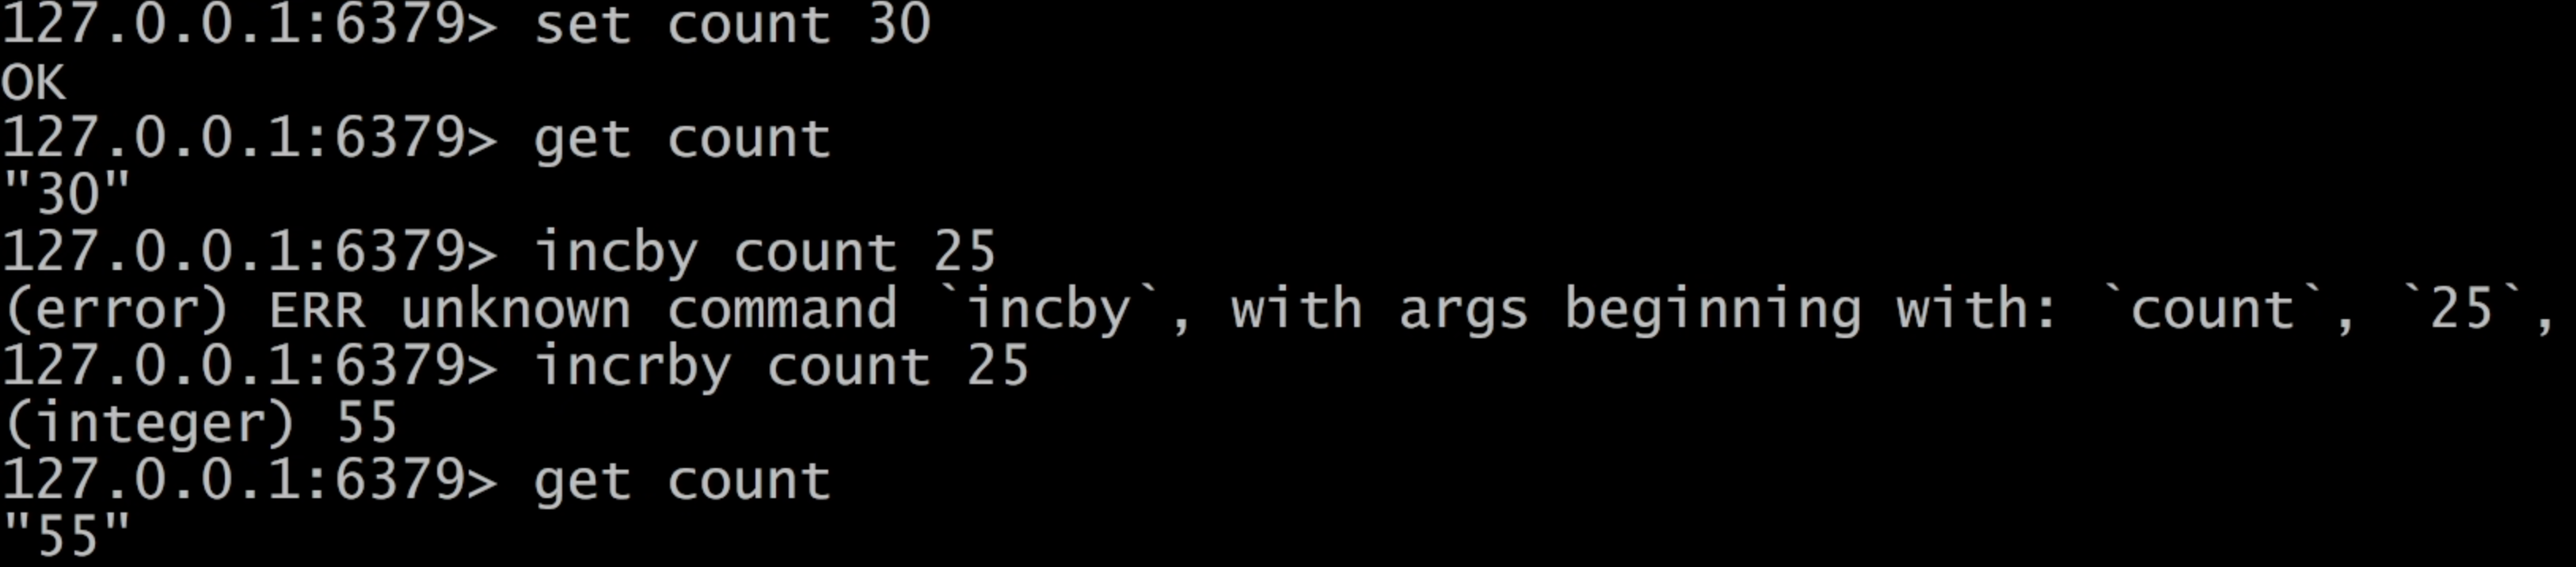 127.0.0.1:6379> set count 30
OK
127.0.0.1:6379> get count
"30"
127.0.0.1:6379> incby count 25
(error) ERR unknown command `incby`, with args beginning with: `count`, `25`,
127.0.0.1:6379> incrby count 25
(integer) 55
127.0.0.1:6379> get count
"55"